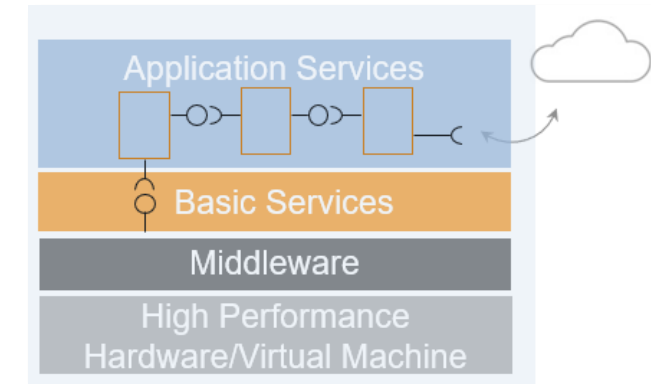 Application Services
Basic Services
Middleware
High Performance
Hardware/Virtual Machine